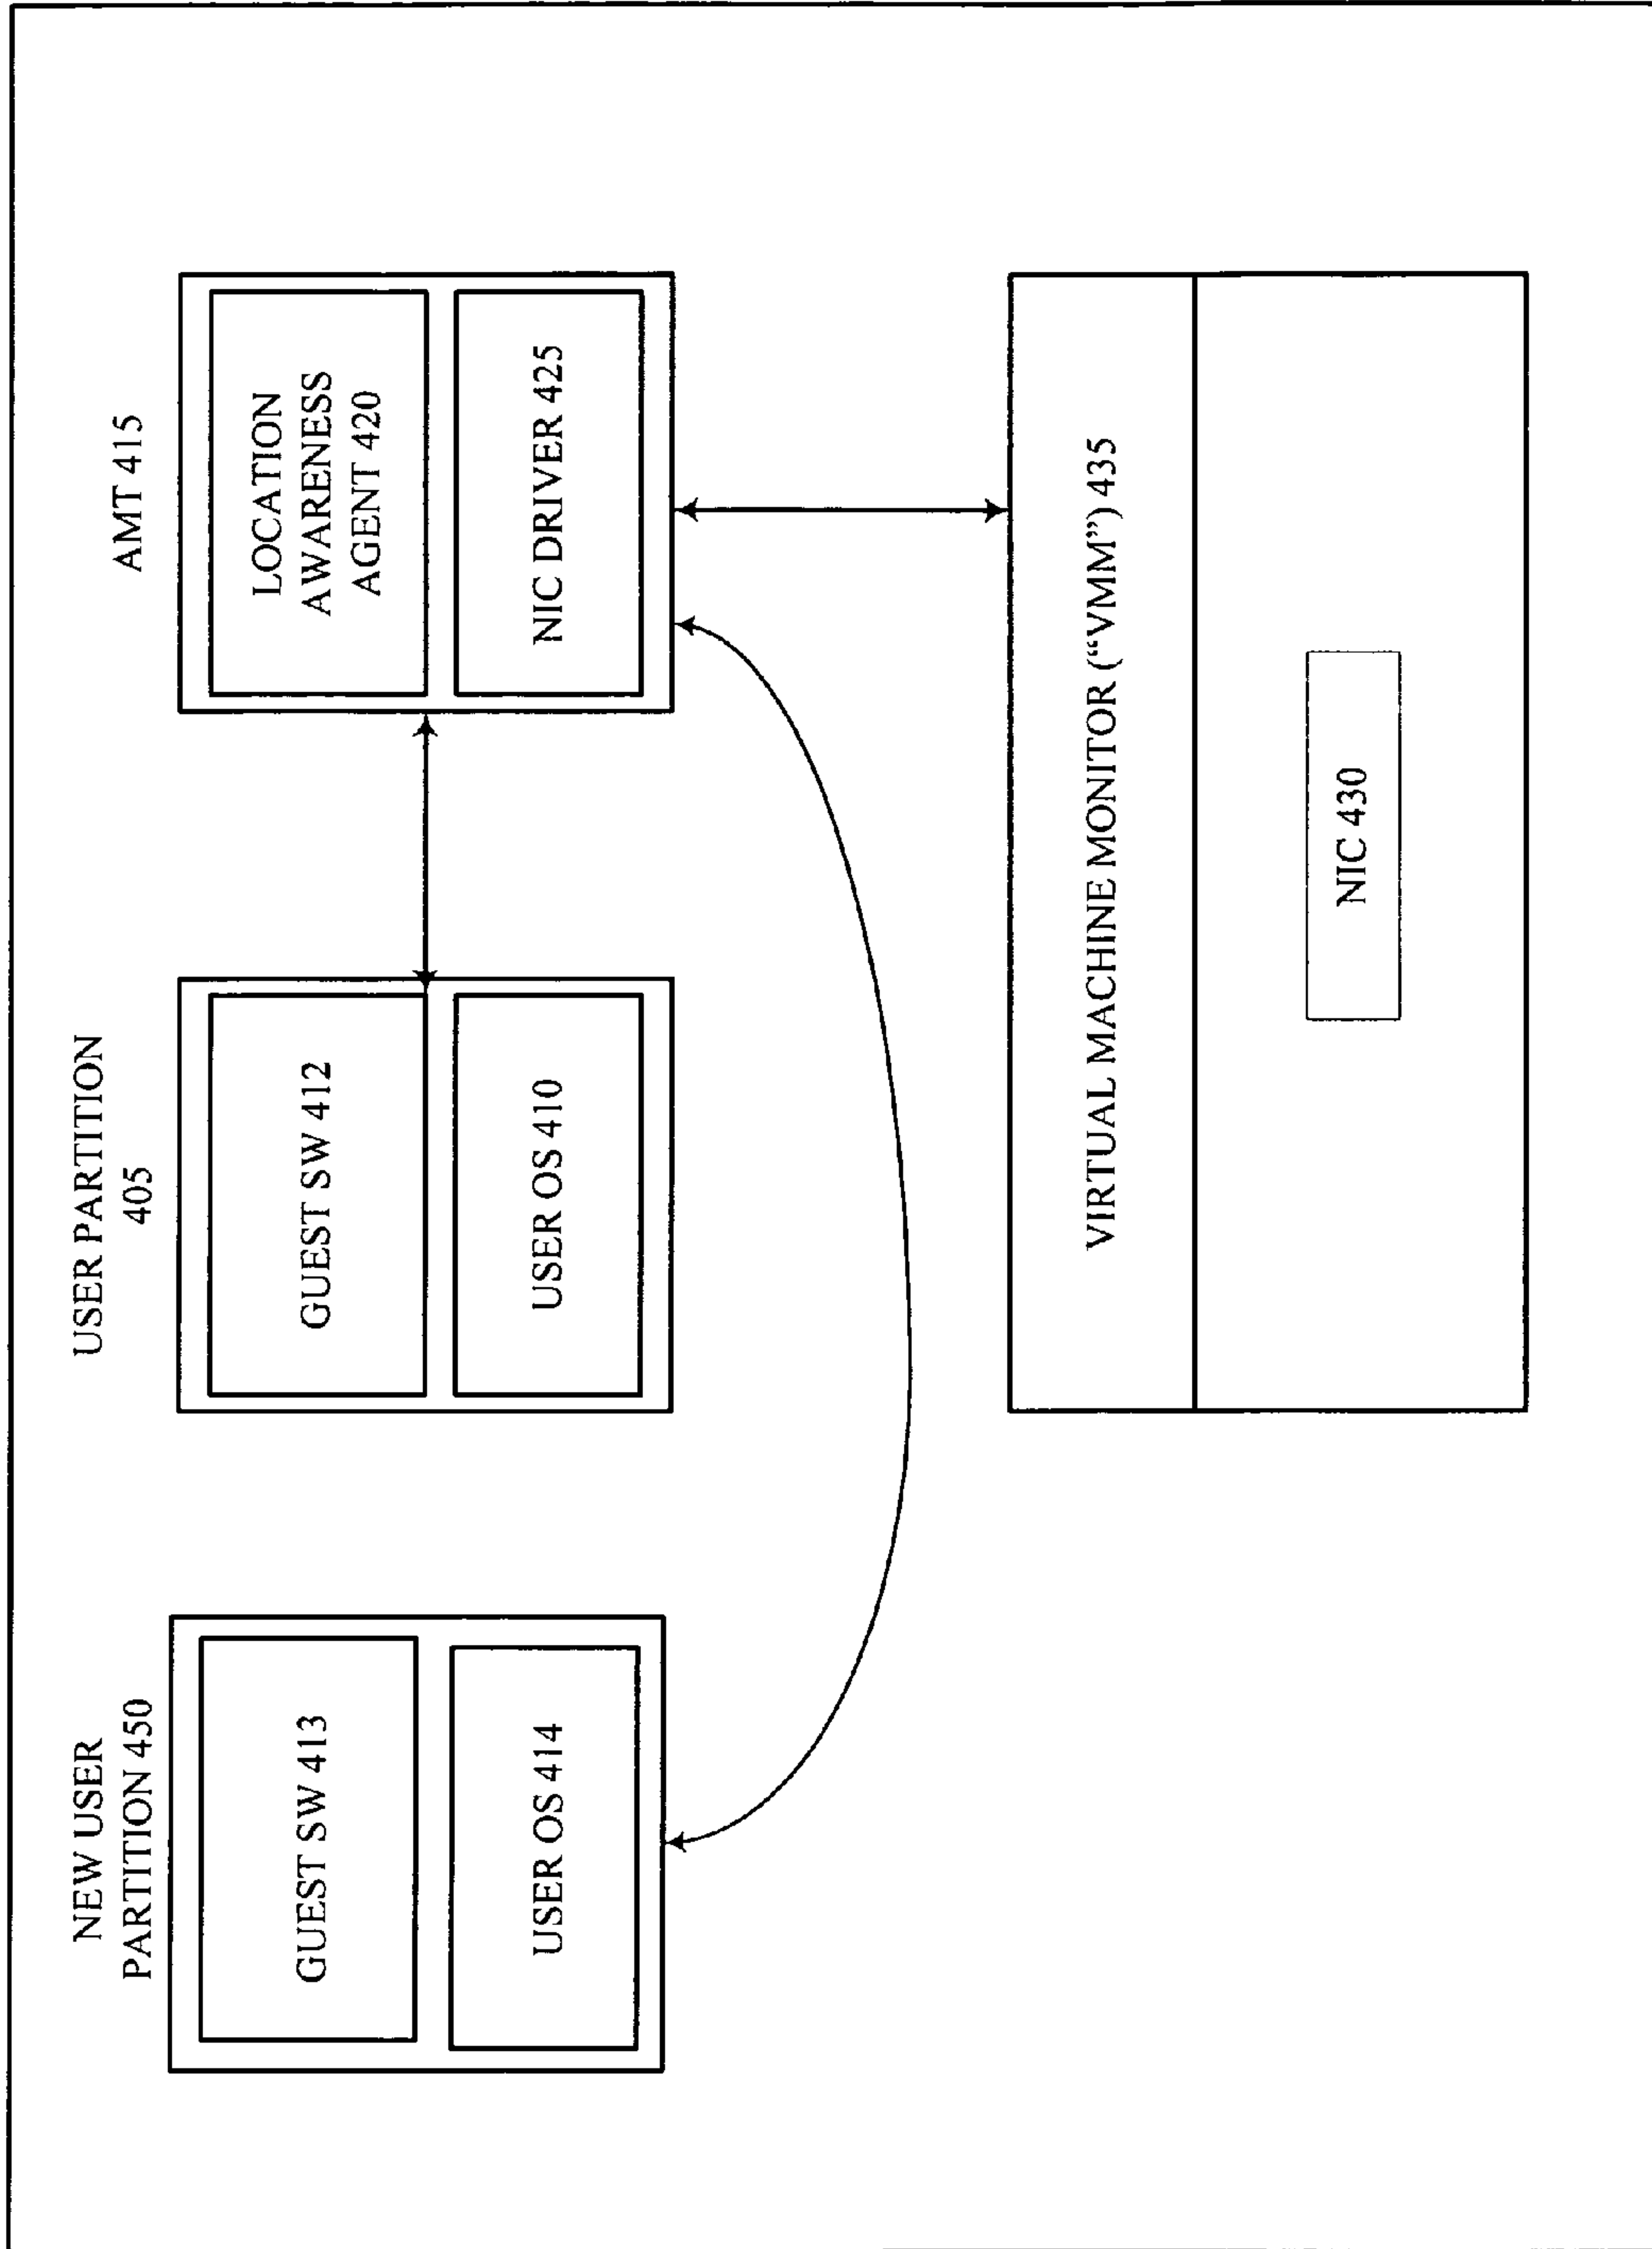 NEW USER
PARTITION 450
GUEST SW 413
USER OS 414
USER PARTITION
405
GUEST SW 412
USER OS 410
AMT 415
LOCATION
AWARENESS
AGENT 420
NIC DRIVER 425
VIRTUAL MACHINE MONITOR (“VMM”) 435
NIC 430